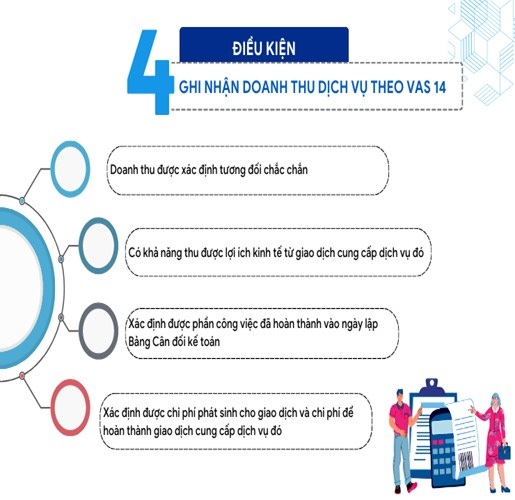 4
ĐIỀU KIỆN
GHI NHẬN DOANH THU DỊCH VỤ THEO VAS 14
Doanh thu được xác định tương đối chắc chắn
Có khả năng thu được lợi ích kinh tế từ giao dịch cung cấp dịch vụ đó
Xác định được phần công việc đã hoàn thành vào ngày lập
Bảng Cân đối kế toán
Xác định được chi phí phát sinh cho giao dịch và chi phí để
hoàn thành giao dịch cung cấp dịch vụ đó